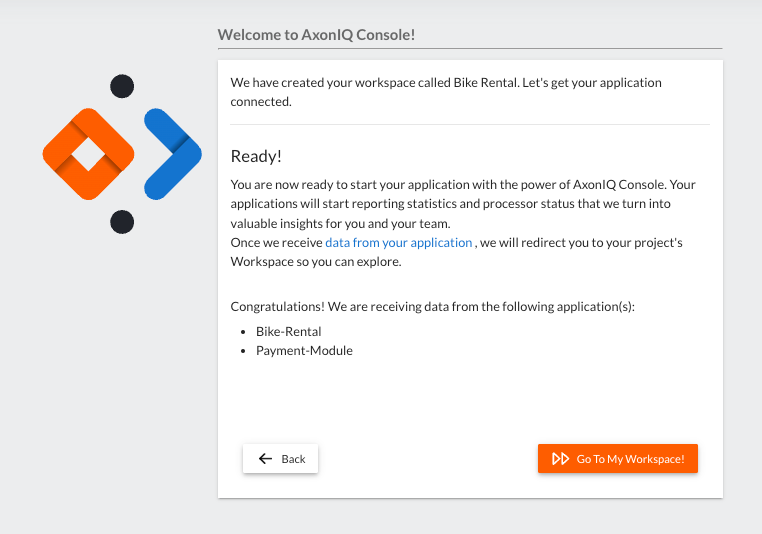 Welcome to AxonIQ Console!
We have created your workspace called Bike Rental. Let's get your application
connected.
Ready!
You are now ready to start your application with the power of AxonIQ Console. Your
applications will start reporting statistics and processor status that we turn into
valuable insights for you and your team.
Once we receive data from your application , we will redirect you to your project's
Workspace so you can explore.
Congratulations! We are receiving data from the following application(s):
Bike-Rental
Payment-Module
Back
Go To My Workspace!